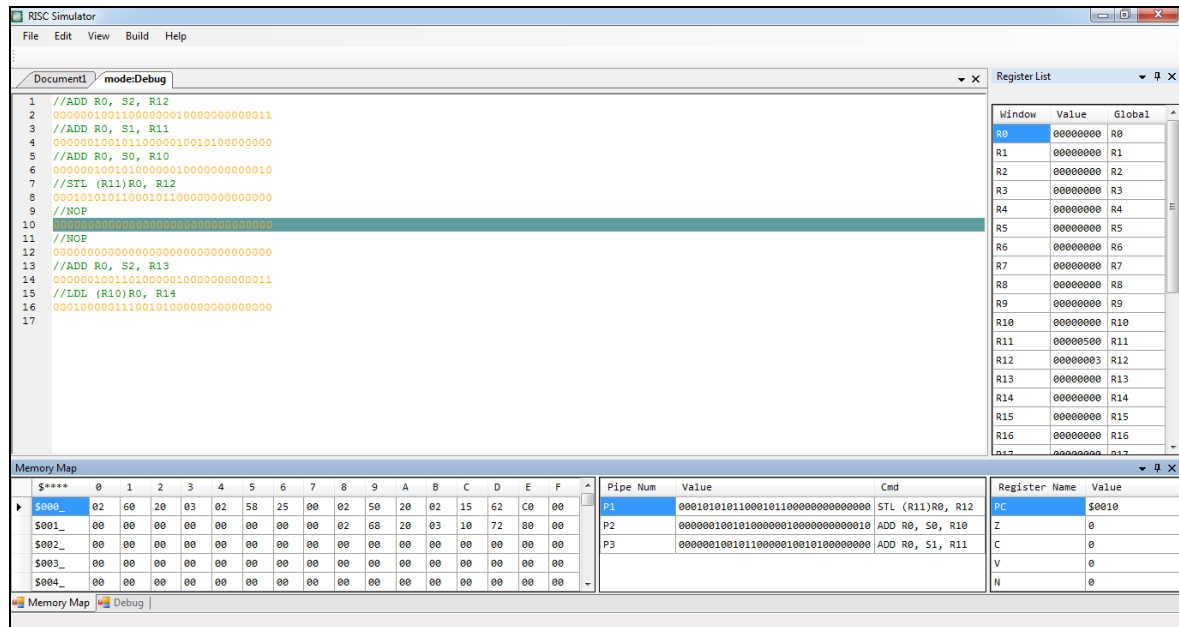 RISC Simulator
File Edit View Build Help
Document1 mode:Debug
1 //ADD R0, S2, R12
2 00000010011000000010000000000011
3 //ADD R0, S1, R11
4 00000010010110000010010100000000
5 //ADD R0, S0, R10
6 00000010010100000010000000000010
7 //STL (R11)R0, R12
8 00010101011000101100000000000000
9 //NOP
10 00000000000000000000000000000000
11 //NOP
12 00000000000000000000000000000000
13 //ADD R0, S2, R13
14 00000010011010000010000000000011
15 //LDL (R10)R0, R14
16 00010000011100101000000000000000
17
Register List
Window Value Global
R0 00000000 R0
R1 00000000 R1
R2 00000000 R2
R3 00000000 R3
R4 00000000 R4
R5 00000000 R5
R6 00000000 R6
R7 00000000 R7
R8 00000000 R8
R9 00000000 R9
R10 00000000 R10
R11 00000500 R11
R12 00000003 R12
R13 00000000 R13
R14 00000000 R14
R15 00000000 R15
R16 00000000 R16
R17 00000000 R17
Memory Map
$**** 0 1 2 3 4 5 6 7 8 9 A B C D E F
$000_ 02 60 20 03 02 58 25 00 02 50 20 02 15 62 C0 00
$001_ 00 00 00 00 00 00 00 00 02 68 20 03 10 72 80 00
$002_ 00 00 00 00 00 00 00 00 00 00 00 00 00 00 00 00
$003_ 00 00 00 00 00 00 00 00 00 00 00 00 00 00 00 00
$004_ 00 00 00 00 00 00 00 00 00 00 00 00 00 00 00 00
Pipe Num Value Cmd
P1 00010101011000101100000000000000 STL (R11)R0, R12
P2 00000010010100000010000000000010 ADD R0, S0, R10
P3 00000010010110000010010100000000 ADD R0, S1, R11
Register Name Value
PC $0010
Z 0
C 0
V 0
N 0
Memory Map Debug